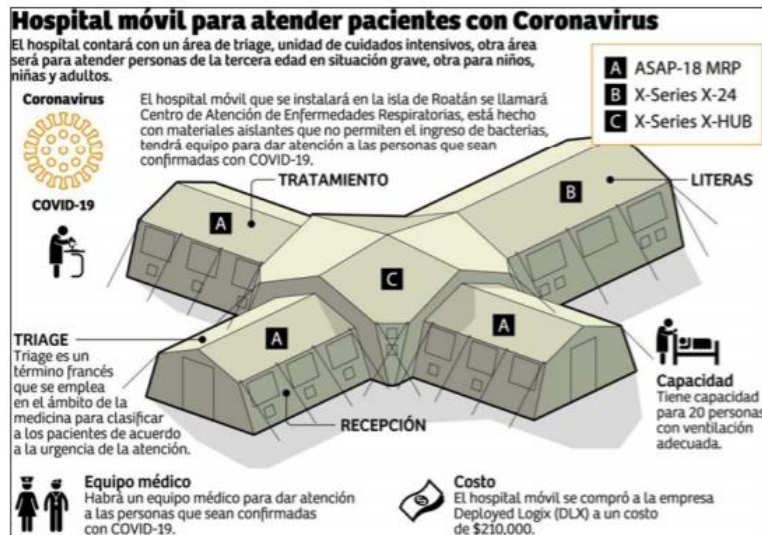 Hospital móvil para atender pacientes con Coronavirus
El hospital contará con un área de triage, unidad de cuidados intensivos, otra área
será para atender personas de la tercera edad en situación grave, otra para niños,
niñas y adultos.
A ASAP-18 MRP
B X-Series X-24
C X-Series X-HUB
Coronavirus
COVID-19
El hospital móvil que se instalará en la isla de Roatán se llamará
Centro de Atención de Enfermedades Respiratorias, está hecho
con materiales aislantes que no permiten el ingreso de bacterias,
tendrá equipo para dar atención a las personas que sean
confirmadas con COVID-19.
TRATAMIENTO
LITERAS
A
B
C
A
A
TRIAGE
Triage es un
término francés
que se emplea
en el ámbito de la
medicina para clasificar
a los pacientes de acuerdo
a la urgencia de la atención.
RECEPCIÓN
Capacidad
Tiene capacidad
para 20 personas
con ventilación
adecuada.
Equipo médico
Habrá un equipo médico para dar atención
a las personas que sean confirmadas
con COVID-19.
Costo
El hospital móvil se compró a la empresa
Deployed Logix (DLX) a un costo
de $210,000.